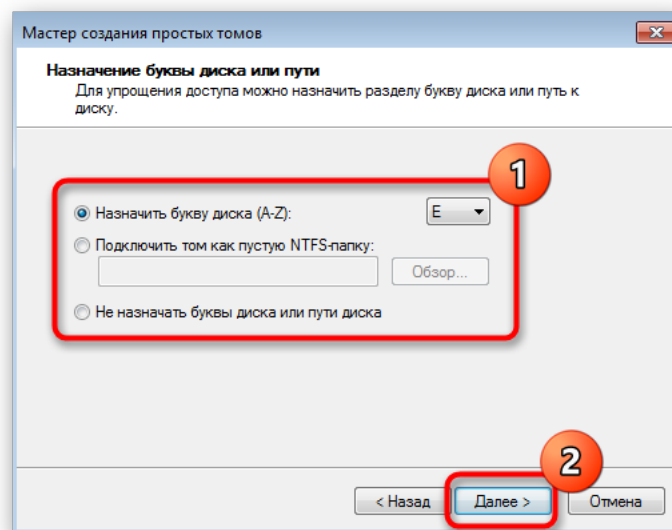 Мастер создания простых томов
Назначение буквы диска или пути
Для упрощения доступа можно назначить разделу букву диска или путь к
диску.
1
Назначить букву диска (A-Z):
E
Подключить том как пустую NTFS-папку:
Обзор...
Не назначать буквы диска или пути диска
2
< Назад
Далее >
Отмена